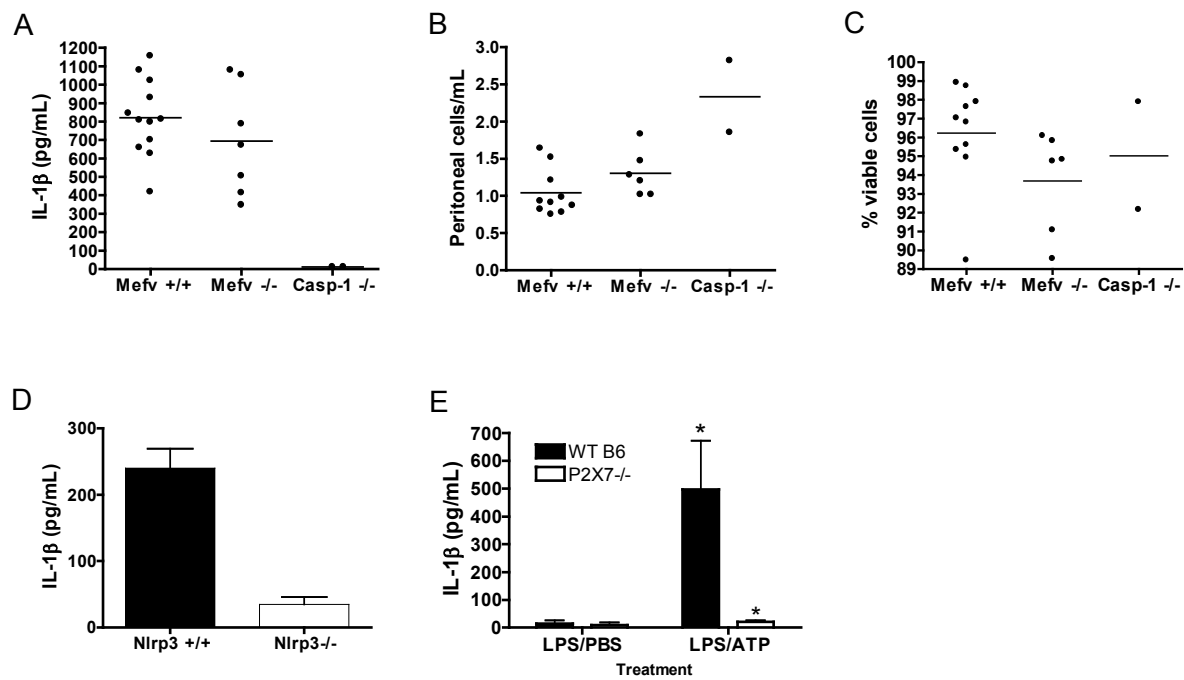 A
IL-1β (pg/mL)
1200
1100
1000
900
800
700
600
500
400
300
200
100
0
Mefv +/+ Mefv -/- Casp-1 -/-
B
Peritoneal cells/mL
3.0
2.5
2.0
1.5
1.0
0.5
0.0
Mefv +/+ Mefv -/- Casp-1 -/-
C
% viable cells
100
99
98
97
96
95
94
93
92
91
90
89
Mefv +/+ Mefv -/- Casp-1 -/-
D
IL-1β (pg/mL)
300
200
100
0
Nlrp3 +/+ Nlrp3-/-
E
IL-1β (pg/mL)
700
600
500
400
300
200
100
0
WT B6
P2X7-/-
*
*
LPS/PBS LPS/ATP
Treatment